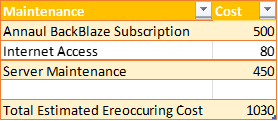 Maintenance Cost
Annaul BackBlaze Subscription 500
Internet Access 80
Server Maintenance 450
Total Estimated Ereoccuring Cost 1030